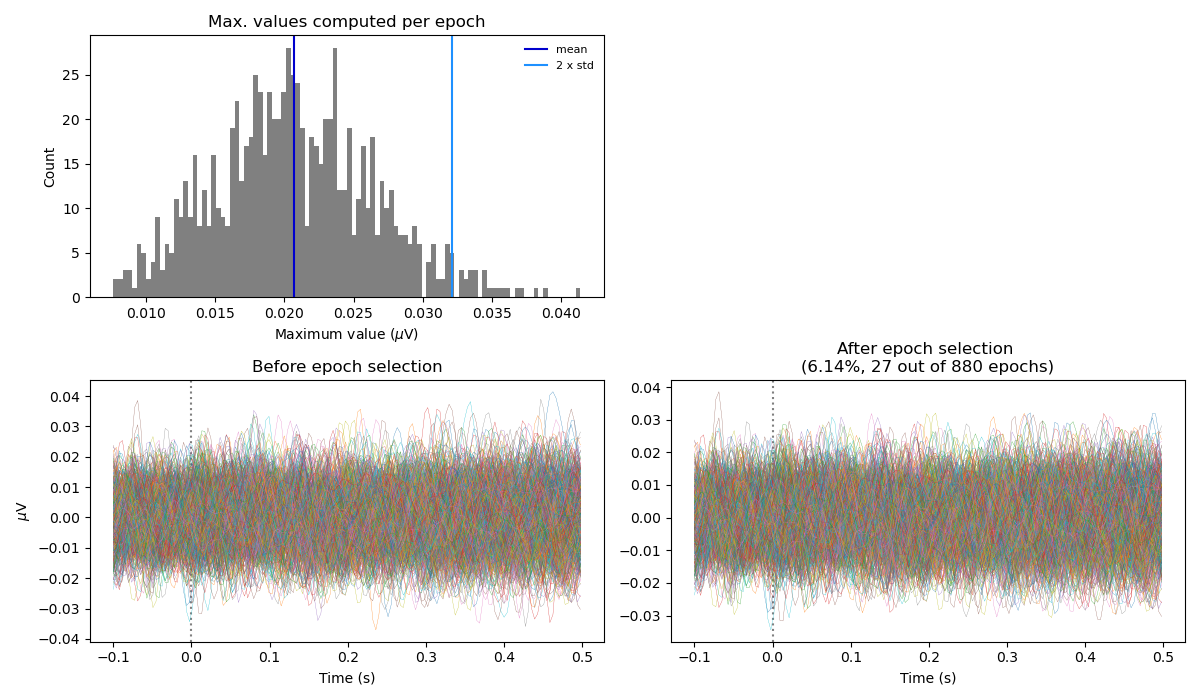 Max. values computed per epoch
mean
2 x std
25
20
15
10
5
0
Count
0.010 0.015 0.020 0.025 0.030 0.035 0.040
Maximum value (μV)
Before epoch selection
0.04
0.03
0.02
0.01
0.00
−0.01
−0.02
−0.03
−0.04
μV
−0.1 0.0 0.1 0.2 0.3 0.4 0.5
Time (s)
After epoch selection
(6.14%, 27 out of 880 epochs)
0.04
0.03
0.02
0.01
0.00
−0.01
−0.02
−0.03
−0.1 0.0 0.1 0.2 0.3 0.4 0.5
Time (s)